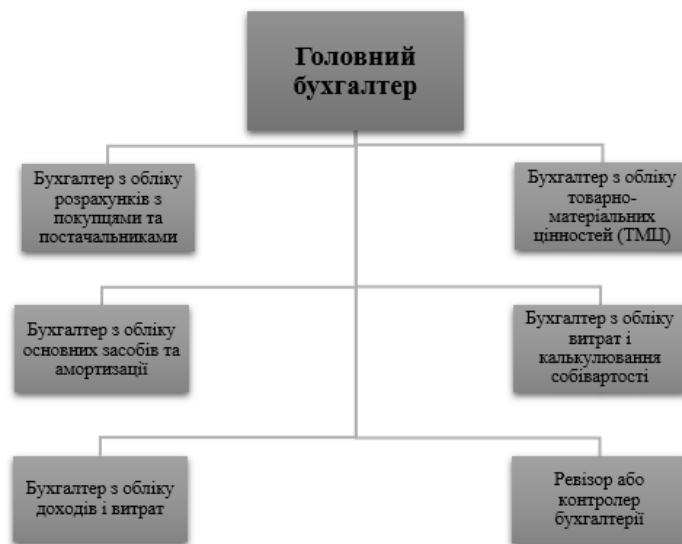 Головний
бухгалтер
Бухгалтер з обліку
розрахунків з
покупцями та
постачальниками
Бухгалтер з обліку
товарно-
матеріальних
цінностей (ТМЦ)
Бухгалтер з обліку
основних засобів та
амортизації
Бухгалтер з обліку
витрат і
калькулювання
собівартості
Бухгалтер з обліку
доходів і витрат
Ревізор або
контролер
бухгалтерії